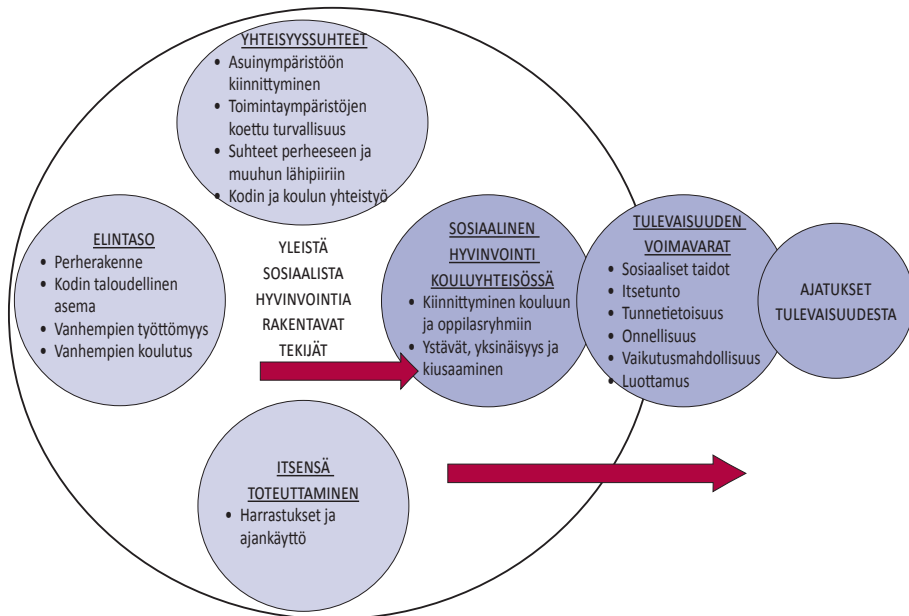 YHTEISYYSSUHTEET
• Asuinympäristöön
kiinnittyminen
• Toimintaympäristöjen
koettu turvallisuus
• Suhteet perheeseen ja
muuhun lähipiiriin
• Kodin ja koulun yhteistyö
ELINTASO
• Perherakenne
• Kodin taloudellinen
asema
• Vanhempien työttömyys
• Vanhempien koulutus
YLEISTÄ
SOSIAALISTA
HYVINVOINTIA
RAKENTAVAT
TEKIJÄT
SOSIAALINEN
HYVINVOINTI
KOULUYHTEISÖSSÄ
• Kiinnittyminen kouluun
ja oppilasryhmiin
• Ystävät, yksinäisyys ja
kiusaaminen
TULEVAISUUDEN
VOIMAVARAT
• Sosiaaliset taidot
• Itsetunto
• Tunnetietoisuus
• Onnellisuus
• Vaikutusmahdollisuus
• Luottamus
AJATUKSET
TULEVAISUUDESTA
ITSENSÄ
TOTEUTTAMINEN
• Harrastukset ja
ajankäyttö